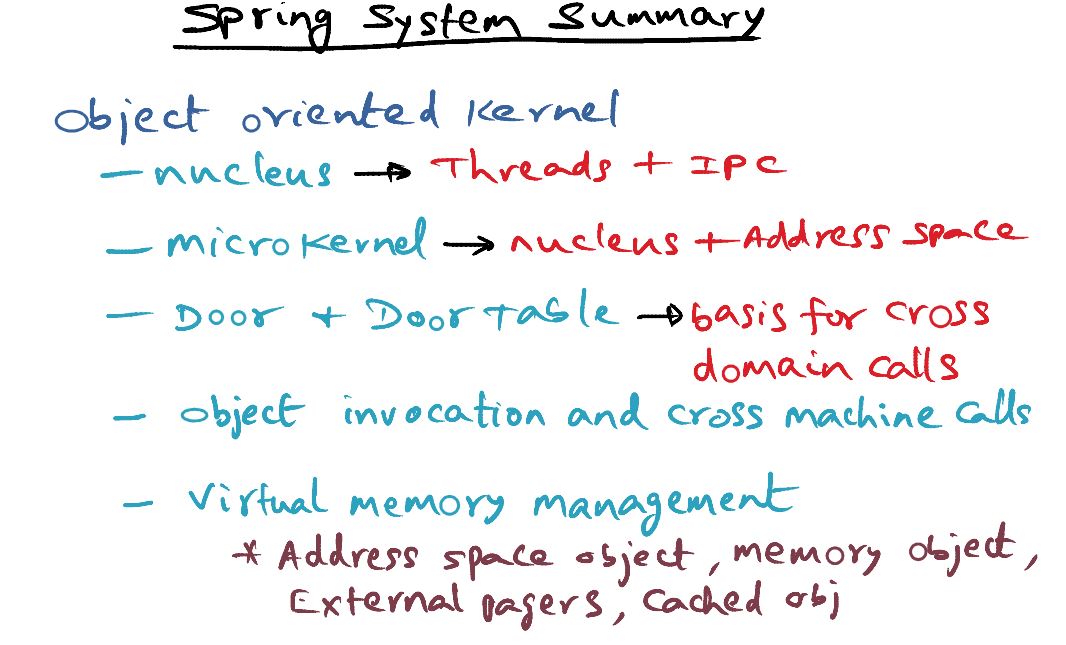 Spring System Summary
Object oriented Kernel
- nucleus → Threads + IPC
- microkernel → nucleus + Address space
- Door + Door Table → basis for cross
domain calls
- object invocation and cross machine calls
- Virtual memory management
* Address space object, memory object,
External pagers, Cached obj